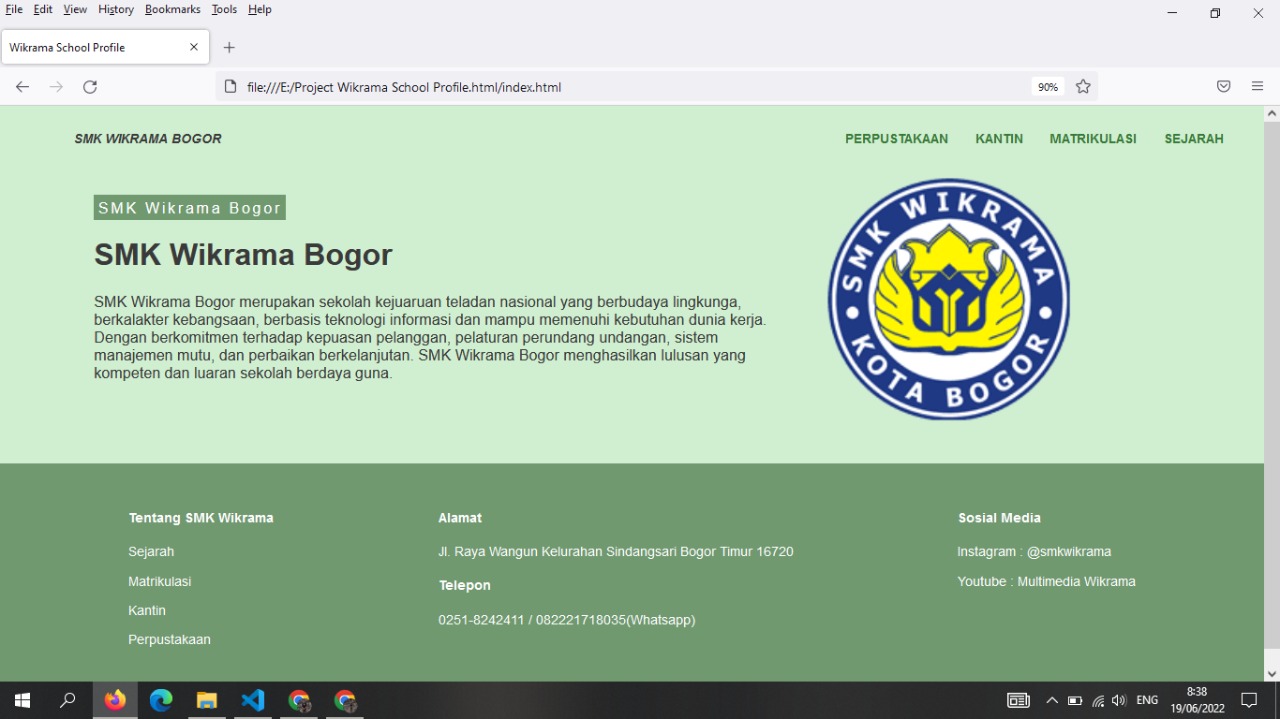 File Edit View History Bookmarks Tools Help
Wikrama School Profile
file:///E:/Project Wikrama School Profile.html/index.html
90%
SMK WIKRAMA BOGOR
PERPUSTAKAAN KANTIN MATRIKULASI SEJARAH
SMK Wikrama Bogor
SMK Wikrama Bogor
SMK Wikrama Bogor merupakan sekolah kejuaruan teladan nasional yang berbudaya lingkunga,
berkalakter kebangsaan, berbasis teknologi informasi dan mampu memenuhi kebutuhan dunia kerja.
Dengan berkomitmen terhadap kepuasan pelanggan, pelaturan perundang undangan, sistem
manajemen mutu, dan perbaikan berkelanjutan. SMK Wikrama Bogor menghasilkan lulusan yang
kompeten dan luaran sekolah berdaya guna.
SMK WIKRAMA
KOTA BOGOR
Tentang SMK Wikrama
Sejarah
Matrikulasi
Kantin
Perpustakaan
Alamat
Jl. Raya Wangun Kelurahan Sindangsari Bogor Timur 16720
Telepon
0251-8242411 / 082221718035(Whatsapp)
Sosial Media
Instagram : @smkwikrama
Youtube : Multimedia Wikrama
ENG
8:38
19/06/2022